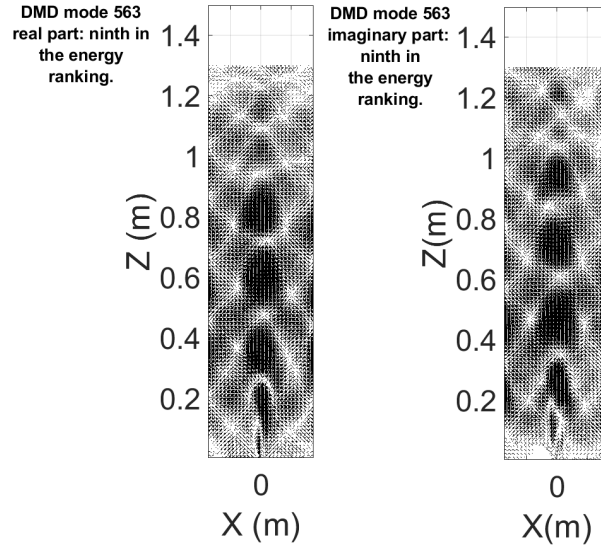 DMD mode 563
real part: ninth in
the energy
ranking.
1.4
1.2
1
0.8
0.6
0.4
0.2
Z (m)
0
X (m)
DMD mode 563
imaginary part:
ninth in
the energy
ranking.
1.4
1.2
1
0.8
0.6
0.4
0.2
Z(m)
0
X(m)